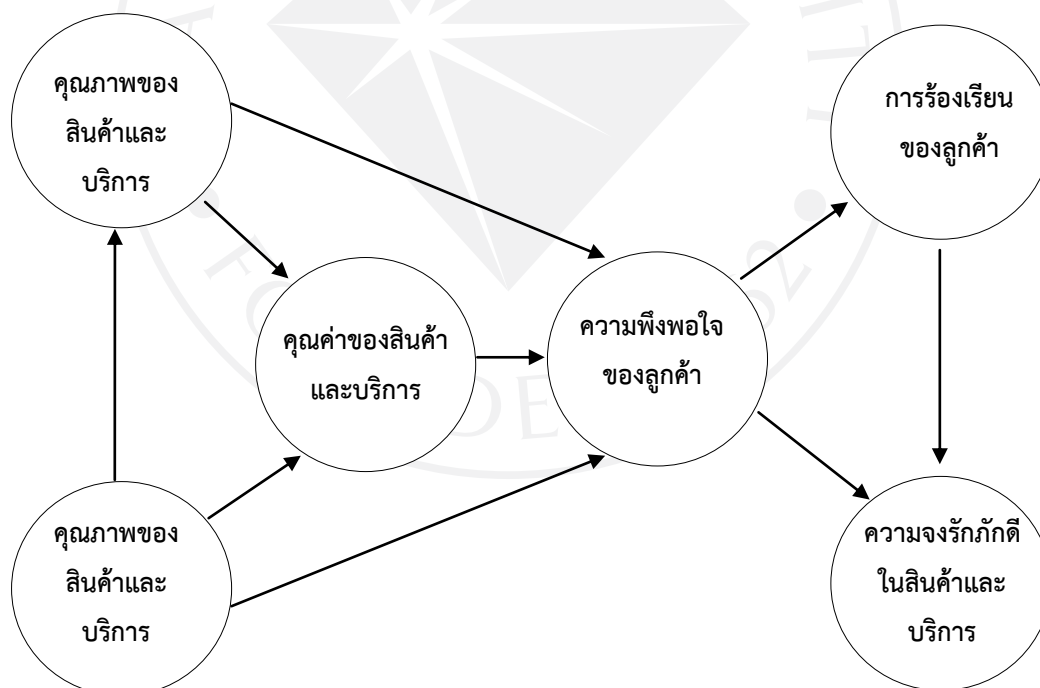 คุณภาพของ
สินค้าและ
บริการ
การร้องเรียน
ของลูกค้า
คุณค่าของสินค้า
และบริการ
ความพึงพอใจ
ของลูกค้า
คุณภาพของ
สินค้าและ
บริการ
ความจงรักภักดี
ในสินค้าและ
บริการ